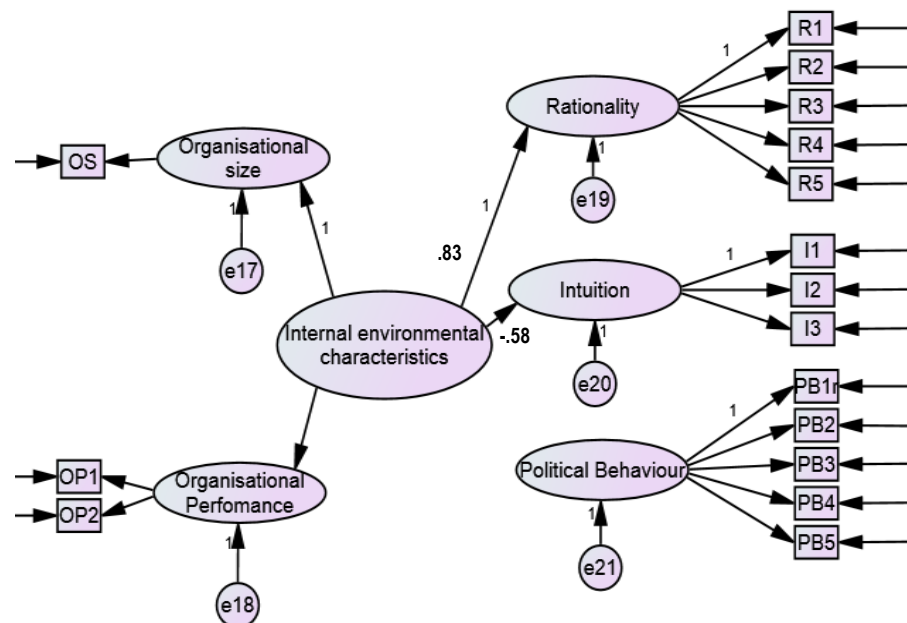 R1
1
R2
Rationality
R3
R4
R5
1
e19
Organisational
size
OS
1
e17
1
1
.83
Internal environmental
characteristics
-.58
Intuition
1
I1
I2
I3
1
e20
Political Behaviour
1
PB1r
PB2
PB3
PB4
PB5
1
e21
OP1
OP2
Organisational
Perfomance
1
e18